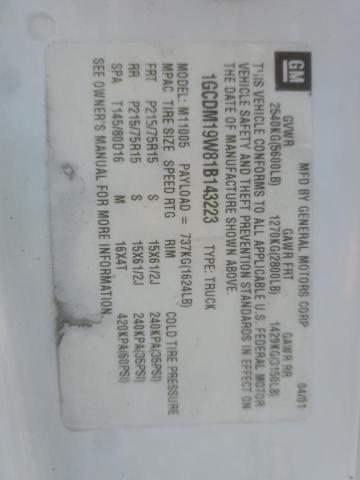 GM
MFD BY GENERAL MOTORS CORP 04/01
GVWR GAWR FRT GAWR RR
2540KG(5600LB) 1270KG(2800LB) 1429KG(3150LB)
THIS VEHICLE CONFORMS TO ALL APPLICABLE U.S. FEDERAL MOTOR
VEHICLE SAFETY AND THEFT PREVENTION STANDARDS IN EFFECT ON
THE DATE OF MANUFACTURE SHOWN ABOVE.
1GCDM19W81B143223 TYPE: TRUCK
MODEL: M11005 PAYLOAD = 737KG(1624LB)
MPAC TIRE SIZE SPEED RTG RIM COLD TIRE PRESSURE
FRT P215/75R15 S 15X61/2J 240KPA(35PSI)
RR P215/75R15 S 15X61/2J 240KPA(35PSI)
SPA T145/80D16 M 16X4T 420KPA(60PSI)
SEE OWNER'S MANUAL FOR MORE INFORMATION.